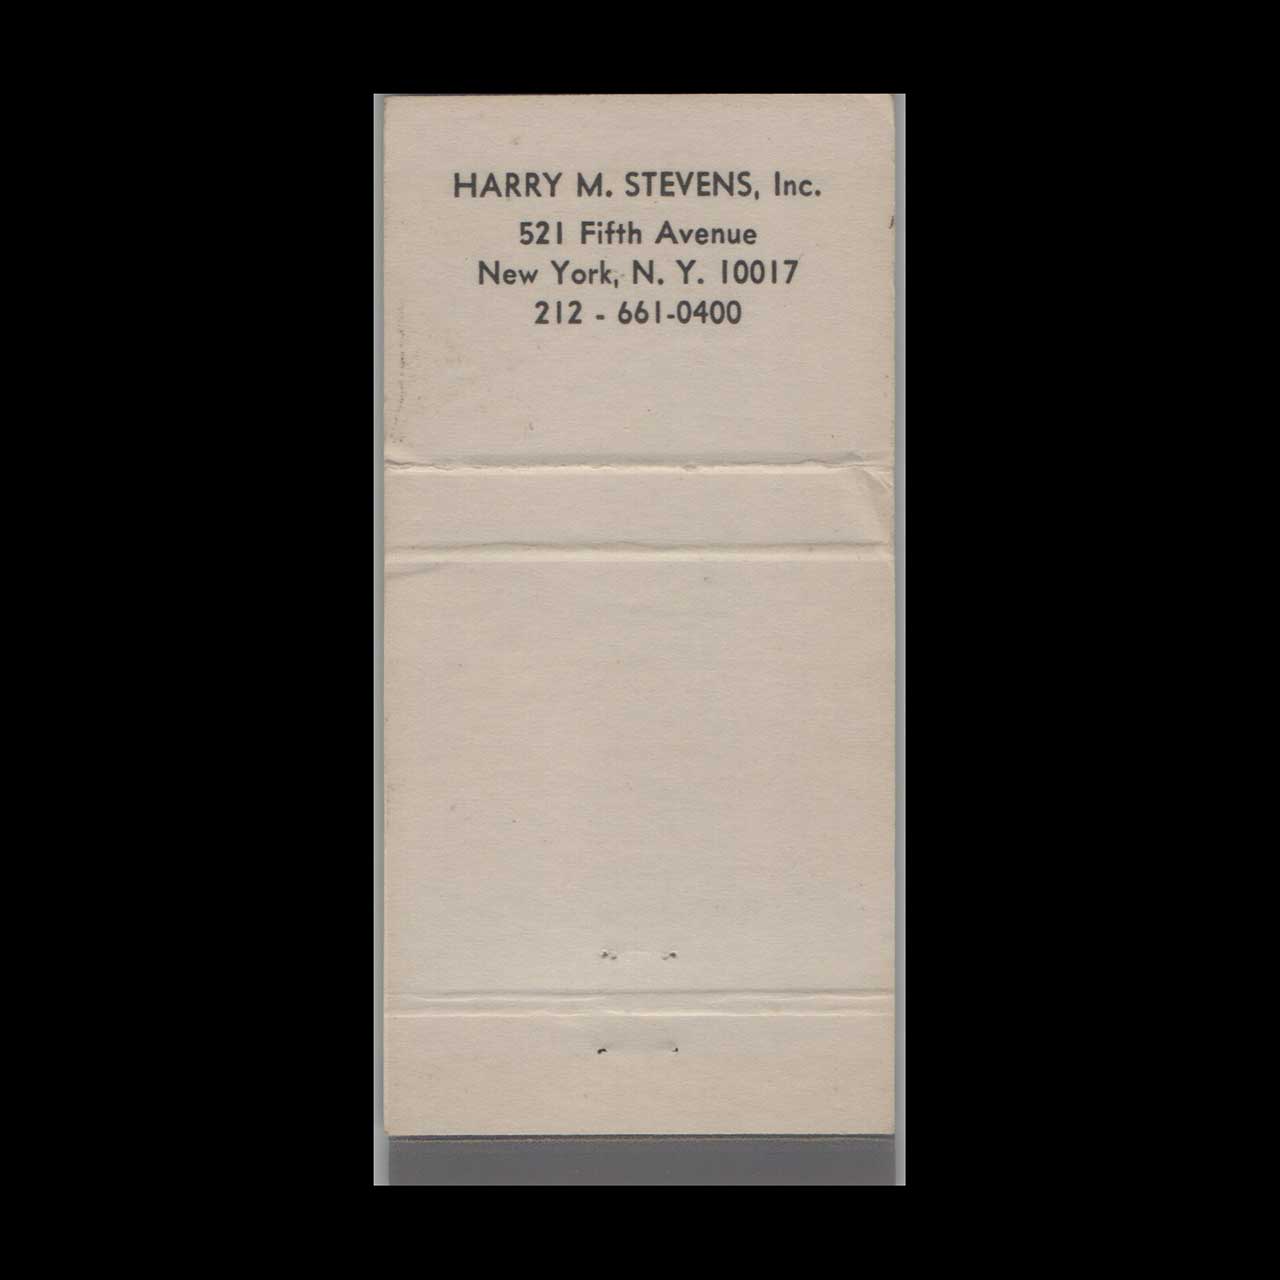 HARRY M. STEVENS, Inc.
521 Fifth Avenue
New York, N. Y. 10017
212 - 661-0400